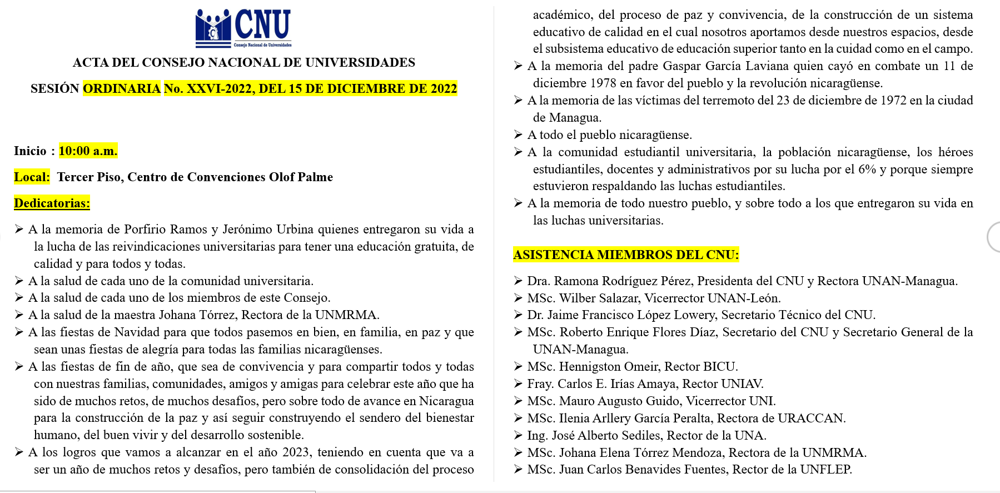 CNU
Consejo Nacional de Universidades
ACTA DEL CONSEJO NACIONAL DE UNIVERSIDADES
SESIÓN ORDINARIA No. XXVI-2022, DEL 15 DE DICIEMBRE DE 2022
Inicio : 10:00 a.m.
Local: Tercer Piso, Centro de Convenciones Olof Palme
Dedicatorias:
➢ A la memoria de Porfirio Ramos y Jerónimo Urbina quienes entregaron su vida a
la lucha de las reivindicaciones universitarias para tener una educación gratuita, de
calidad y para todos y todas.
➢ A la salud de cada uno de la comunidad universitaria.
➢ A la salud de cada uno de los miembros de este Consejo.
➢ A la salud de la maestra Johana Tórrez, Rectora de la UNMRMA.
➢ A las fiestas de Navidad para que todos pasemos en bien, en familia, en paz y que
sean unas fiestas de alegría para todas las familias nicaragüenses.
➢ A las fiestas de fin de año, que sea de convivencia y para compartir todos y todas
con nuestras familias, comunidades, amigos y amigas para celebrar este año que ha
sido de muchos retos, de muchos desafíos, pero sobre todo de avance en Nicaragua
para la construcción de la paz y así seguir construyendo el sendero del bienestar
humano, del buen vivir y del desarrollo sostenible.
➢ A los logros que vamos a alcanzar en el año 2023, teniendo en cuenta que va a
ser un año de muchos retos y desafíos, pero también de consolidación del proceso
académico, del proceso de paz y convivencia, de la construcción de un sistema
educativo de calidad en el cual nosotros aportamos desde nuestros espacios, desde
el subsistema educativo de educación superior tanto en la cuidad como en el campo.
➢ A la memoria del padre Gaspar García Laviana quien cayó en combate un 11 de
diciembre 1978 en favor del pueblo y la revolución nicaragüense.
➢ A la memoria de las víctimas del terremoto del 23 de diciembre de 1972 en la ciudad
de Managua.
➢ A todo el pueblo nicaragüense.
➢ A la comunidad estudiantil universitaria, la población nicaragüense, los héroes
estudiantiles, docentes y administrativos por su lucha por el 6% y porque siempre
estuvieron respaldando las luchas estudiantiles.
➢ A la memoria de todo nuestro pueblo, y sobre todo a los que entregaron su vida en
las luchas universitarias.
ASISTENCIA MIEMBROS DEL CNU:
➢ Dra. Ramona Rodríguez Pérez, Presidenta del CNU y Rectora UNAN-Managua.
➢ MSc. Wilber Salazar, Vicerrector UNAN-León.
➢ Dr. Jaime Francisco López Lowery, Secretario Técnico del CNU.
➢ MSc. Roberto Enrique Flores Díaz, Secretario del CNU y Secretario General de la
UNAN-Managua.
➢ MSc. Hennigston Omeir, Rector BICU.
➢ Fray. Carlos E. Irías Amaya, Rector UNIAV.
➢ MSc. Mauro Augusto Guido, Vicerrector UNI.
➢ MSc. Ilenia Arllery García Peralta, Rectora de URACCAN.
➢ Ing. José Alberto Sediles, Rector de la UNA.
➢ MSc. Johana Elena Tórrez Mendoza, Rectora de la UNMRMA.
➢ MSc. Juan Carlos Benavides Fuentes, Rector de la UNFLEP.